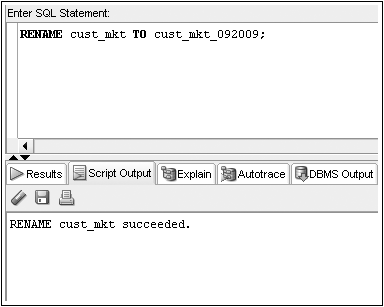 Enter SQL Statement:
RENAME cust_mkt TO cust_mkt_092009;
Results Script Output Explain Autotrace DBMS Output
RENAME cust_mkt succeeded.